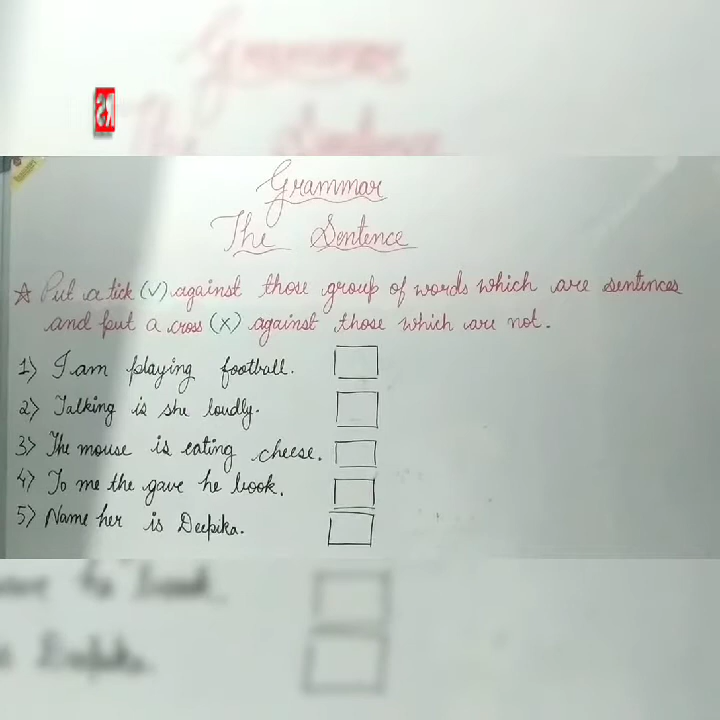 Grammar
The Sentence
☆ Put a tick (√) against those group of words which are sentences
and put a cross (X) against those which are not.
1) I am playing football.
2) Talking is she loudly.
3) The mouse is eating cheese.
4) To me the gave he book.
5) Name her is Deepika.